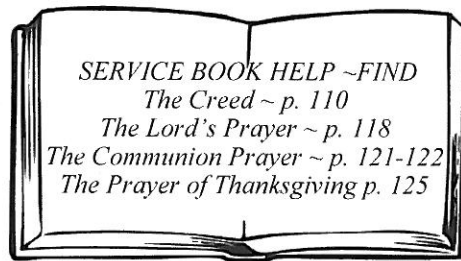 SERVICE BOOK HELP ~FIND
The Creed ~ p. 110
The Lord's Prayer ~ p. 118
The Communion Prayer ~ p. 121-122
The Prayer of Thanksgiving p. 125